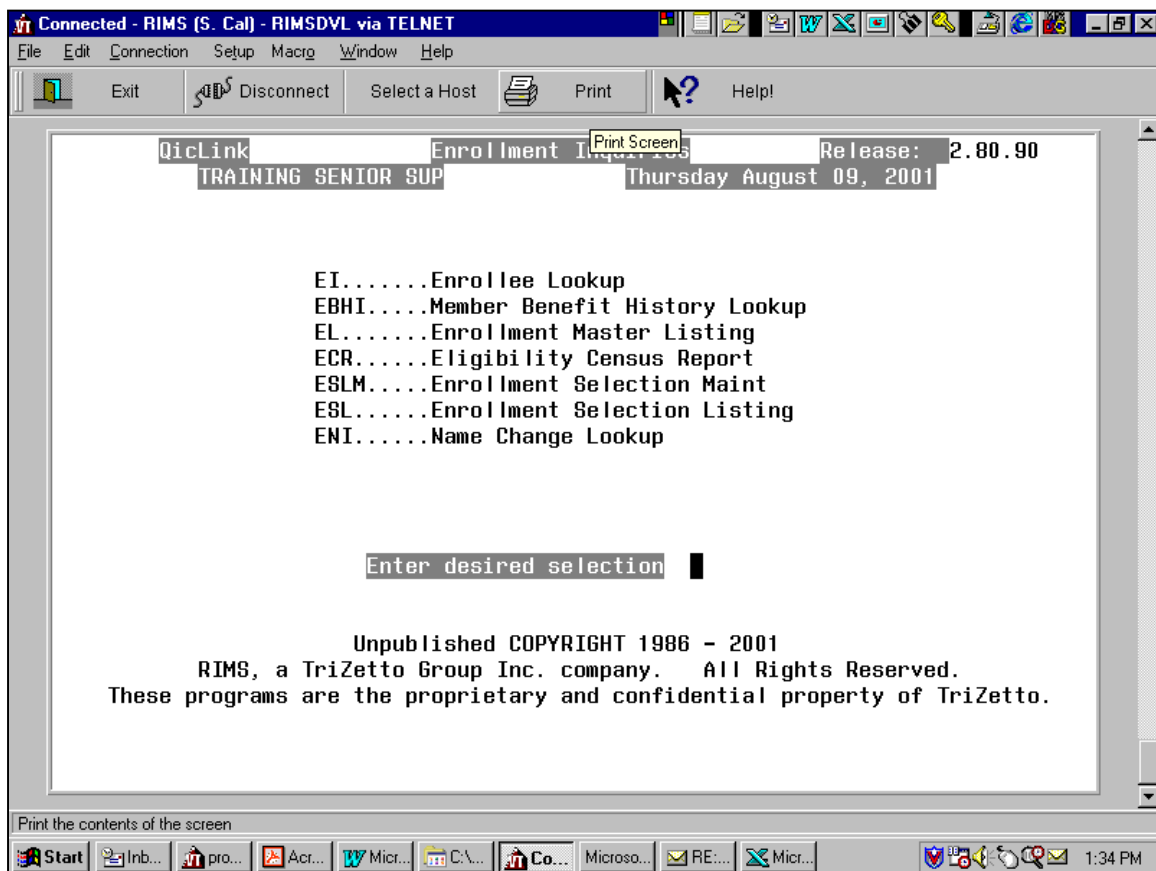 Connected - RIMS (S. Cal) - RIMSDVL via TELNET
File Edit Connection Setup Macro Window Help
Exit Disconnect Select a Host Print Help!
Print Screen
QicLink Enrollment Release: 2.80.90
TRAINING SENIOR SUP Thursday August 09, 2001
EI.......Enrollee Lookup
EBHI.....Member Benefit History Lookup
EL.......Enrollment Master Listing
ECR......Eligibility Census Report
ESLM.....Enrollment Selection Maint
ESL......Enrollment Selection Listing
ENI......Name Change Lookup
Enter desired selection
Unpublished COPYRIGHT 1986 - 2001
RIMS, a TriZetto Group Inc. company. All Rights Reserved.
These programs are the proprietary and confidential property of TriZetto.
Print the contents of the screen
Start Inb... pro... Acr... Micr... C:\... Co... Microso... RE:... Micr... 1:34 PM